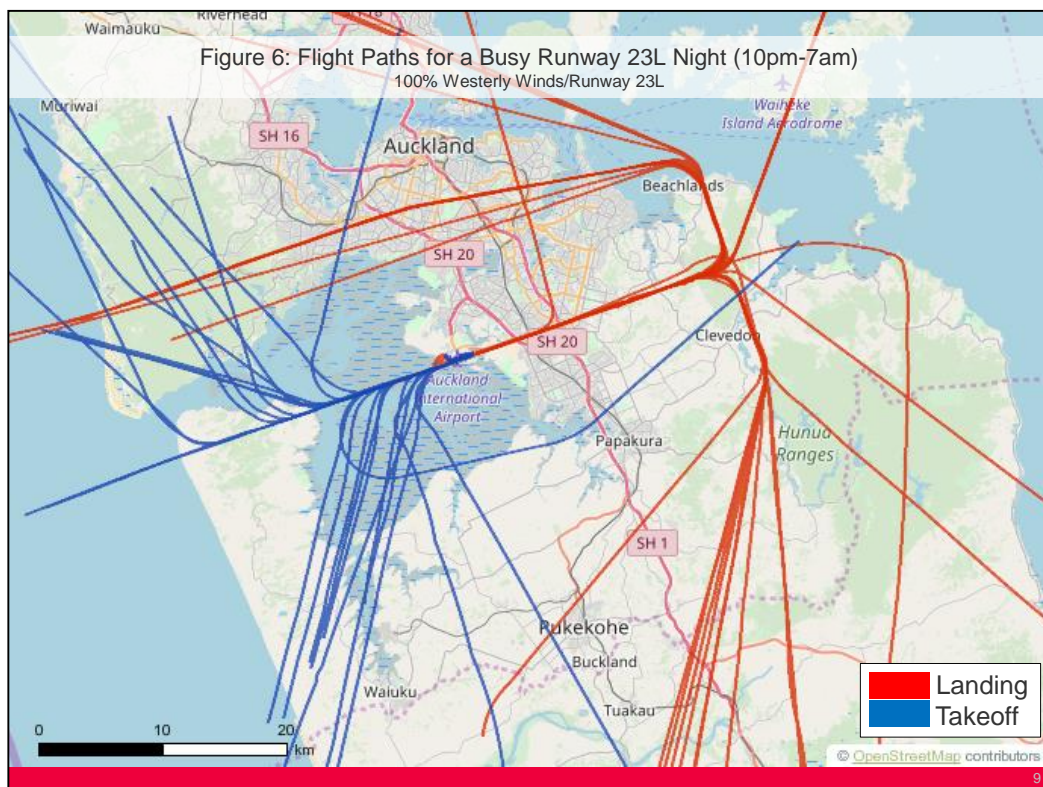 Riverhead
SH 18
Waimauku
Figure 6: Flight Paths for a Busy Runway 23L Night (10pm-7am)
100% Westerly Winds/Runway 23L
Muriwai
Waiheke
Island Aerodrome
SH 16
Auckland
Beachlands
SH 20
Clevedon
SH 20
Auckland
International
Airport
Papakura
Hunua
Ranges
SH 1
Pukekohe
Buckland
Waiuku
Tuakau
Landing
Takeoff
0 10 20
km
© OpenStreetMap contributors
9